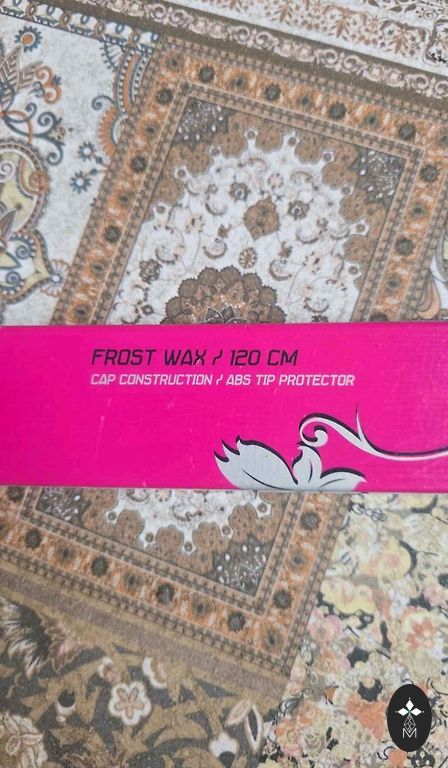 FROST WAX / 120 CM
CAP CONSTRUCTION / ABS TIP PROTECTOR
M